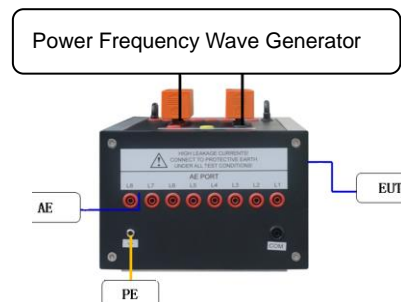 Power Frequency Wave Generator
HIGH LEAKAGE CURRENTS!
CONNECT TO PROTECTIVE EARTH
UNDER ALL TEST CONDITIONS!
AE PORT
L8 L7 L6 L5 L4 L3 L2 L1
AE
EUT
COM
PE